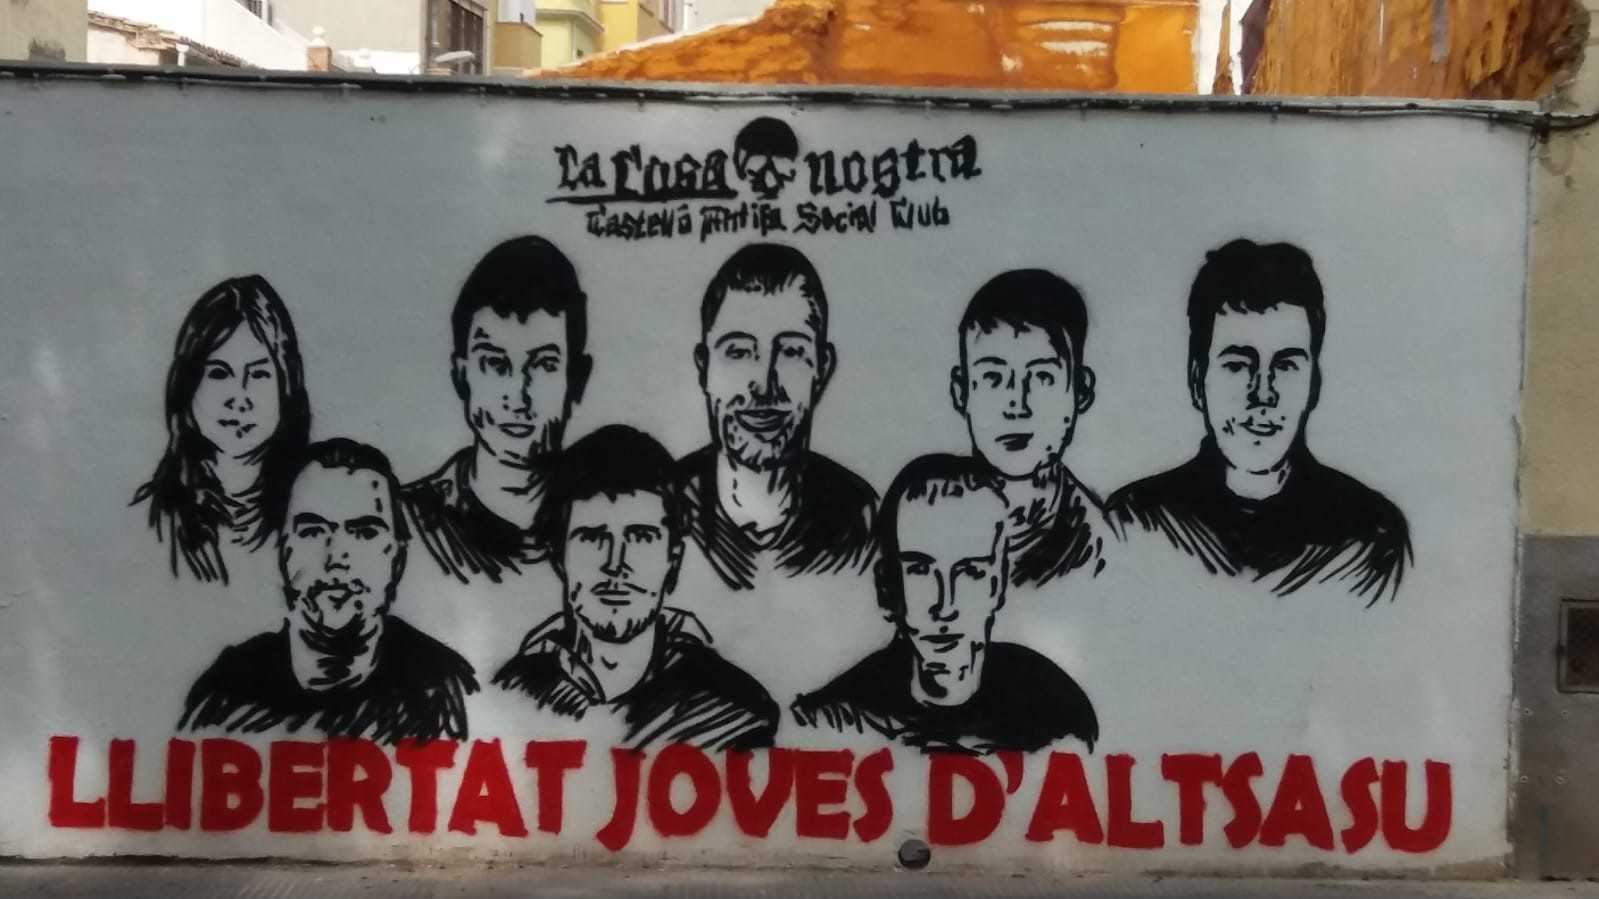 La Cosa nostra
Castelló Antifa Social Club
LLIBERTAT JOVES D'ALTSASU